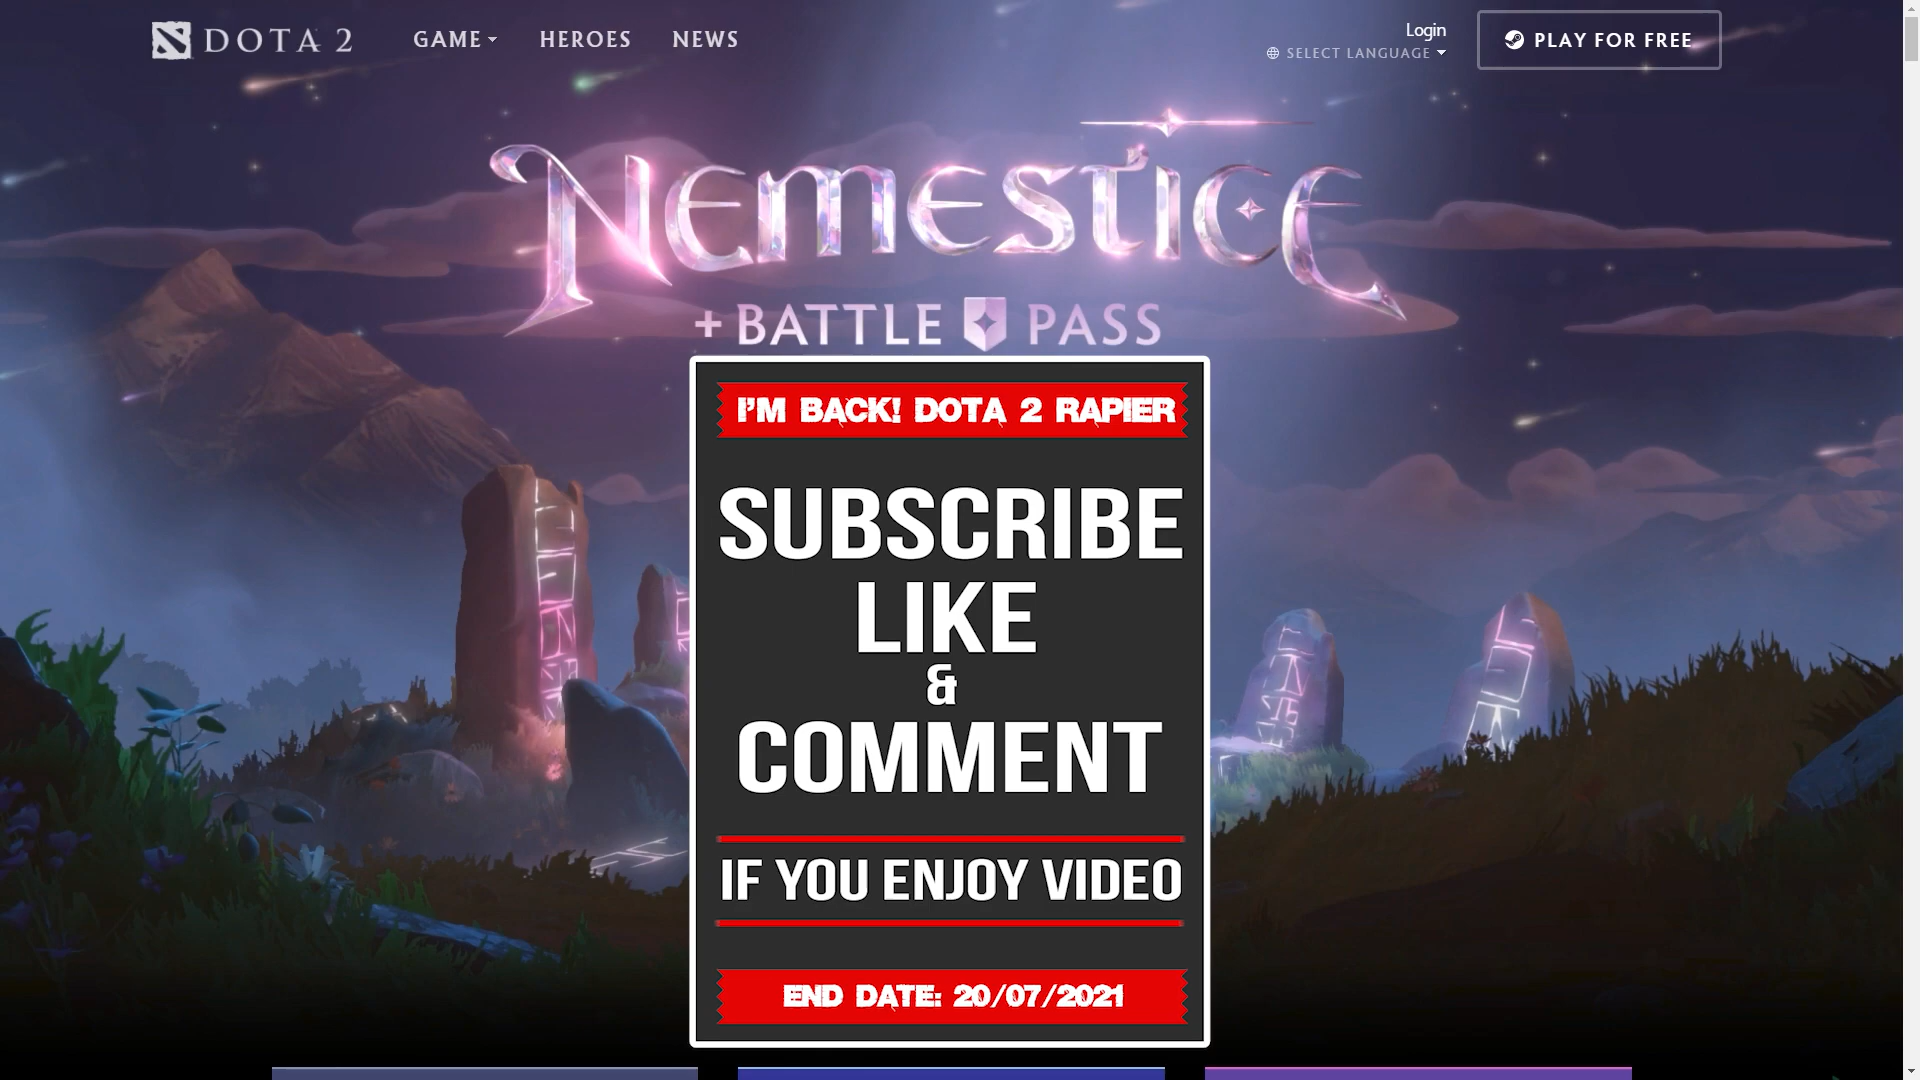 DOTA 2
GAME
HEROES
NEWS
Login
SELECT LANGUAGE
PLAY FOR FREE
NEMESTICE
+ BATTLE PASS
I'M BACK! DOTA 2 RAPIER
SUBSCRIBE
LIKE
&
COMMENT
IF YOU ENJOY VIDEO
END DATE: 20/07/2021